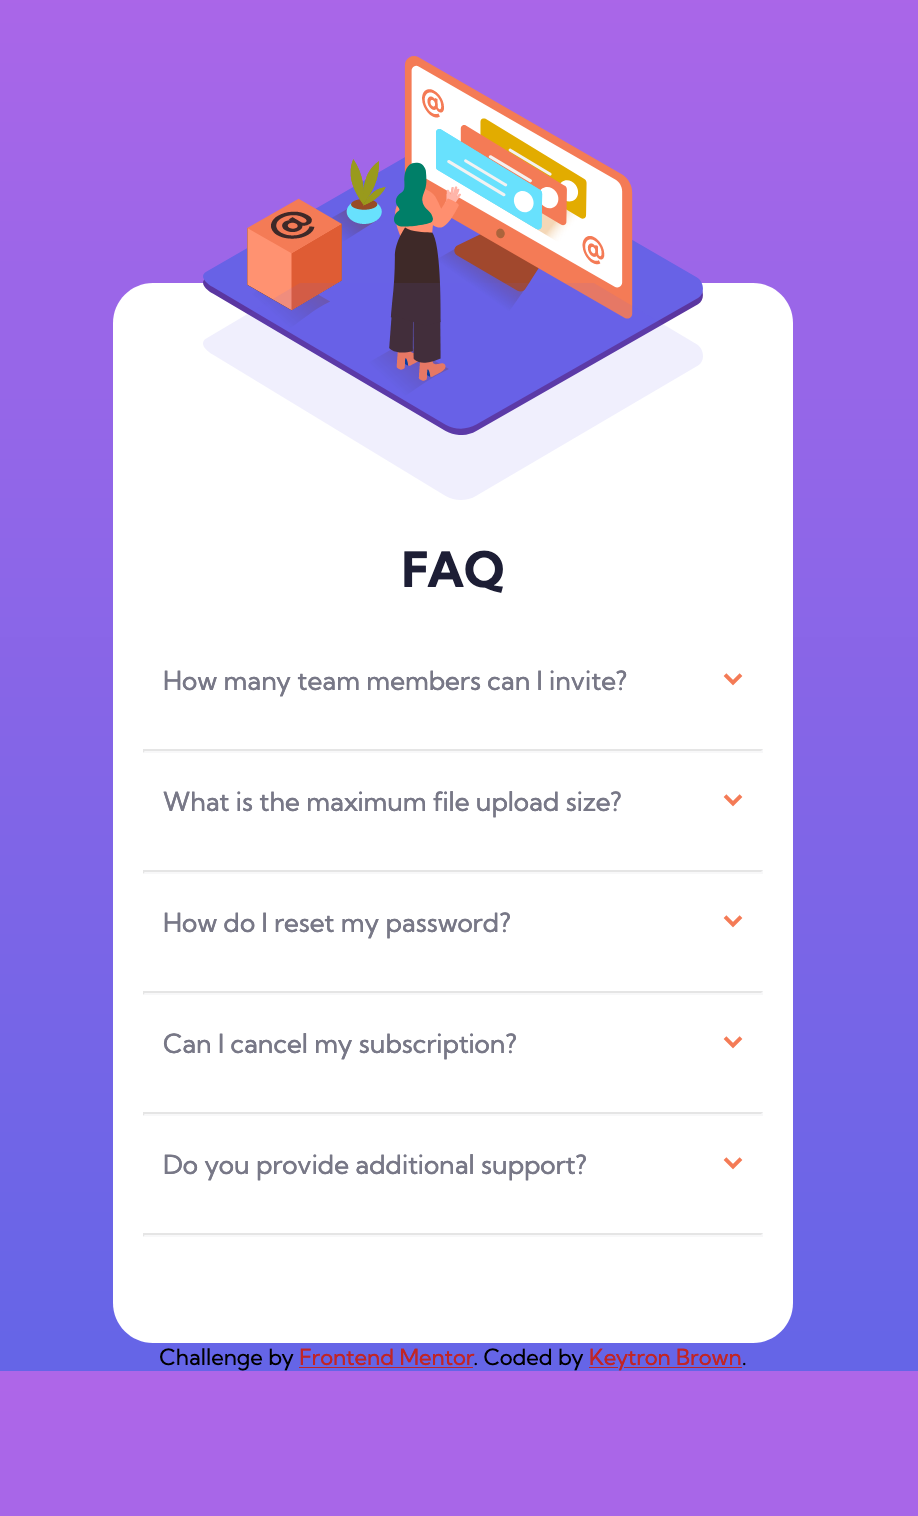 @
@
@
FAQ
How many team members can I invite?
What is the maximum file upload size?
How do I reset my password?
Can I cancel my subscription?
Do you provide additional support?
Challenge by Frontend Mentor. Coded by Keytron Brown.